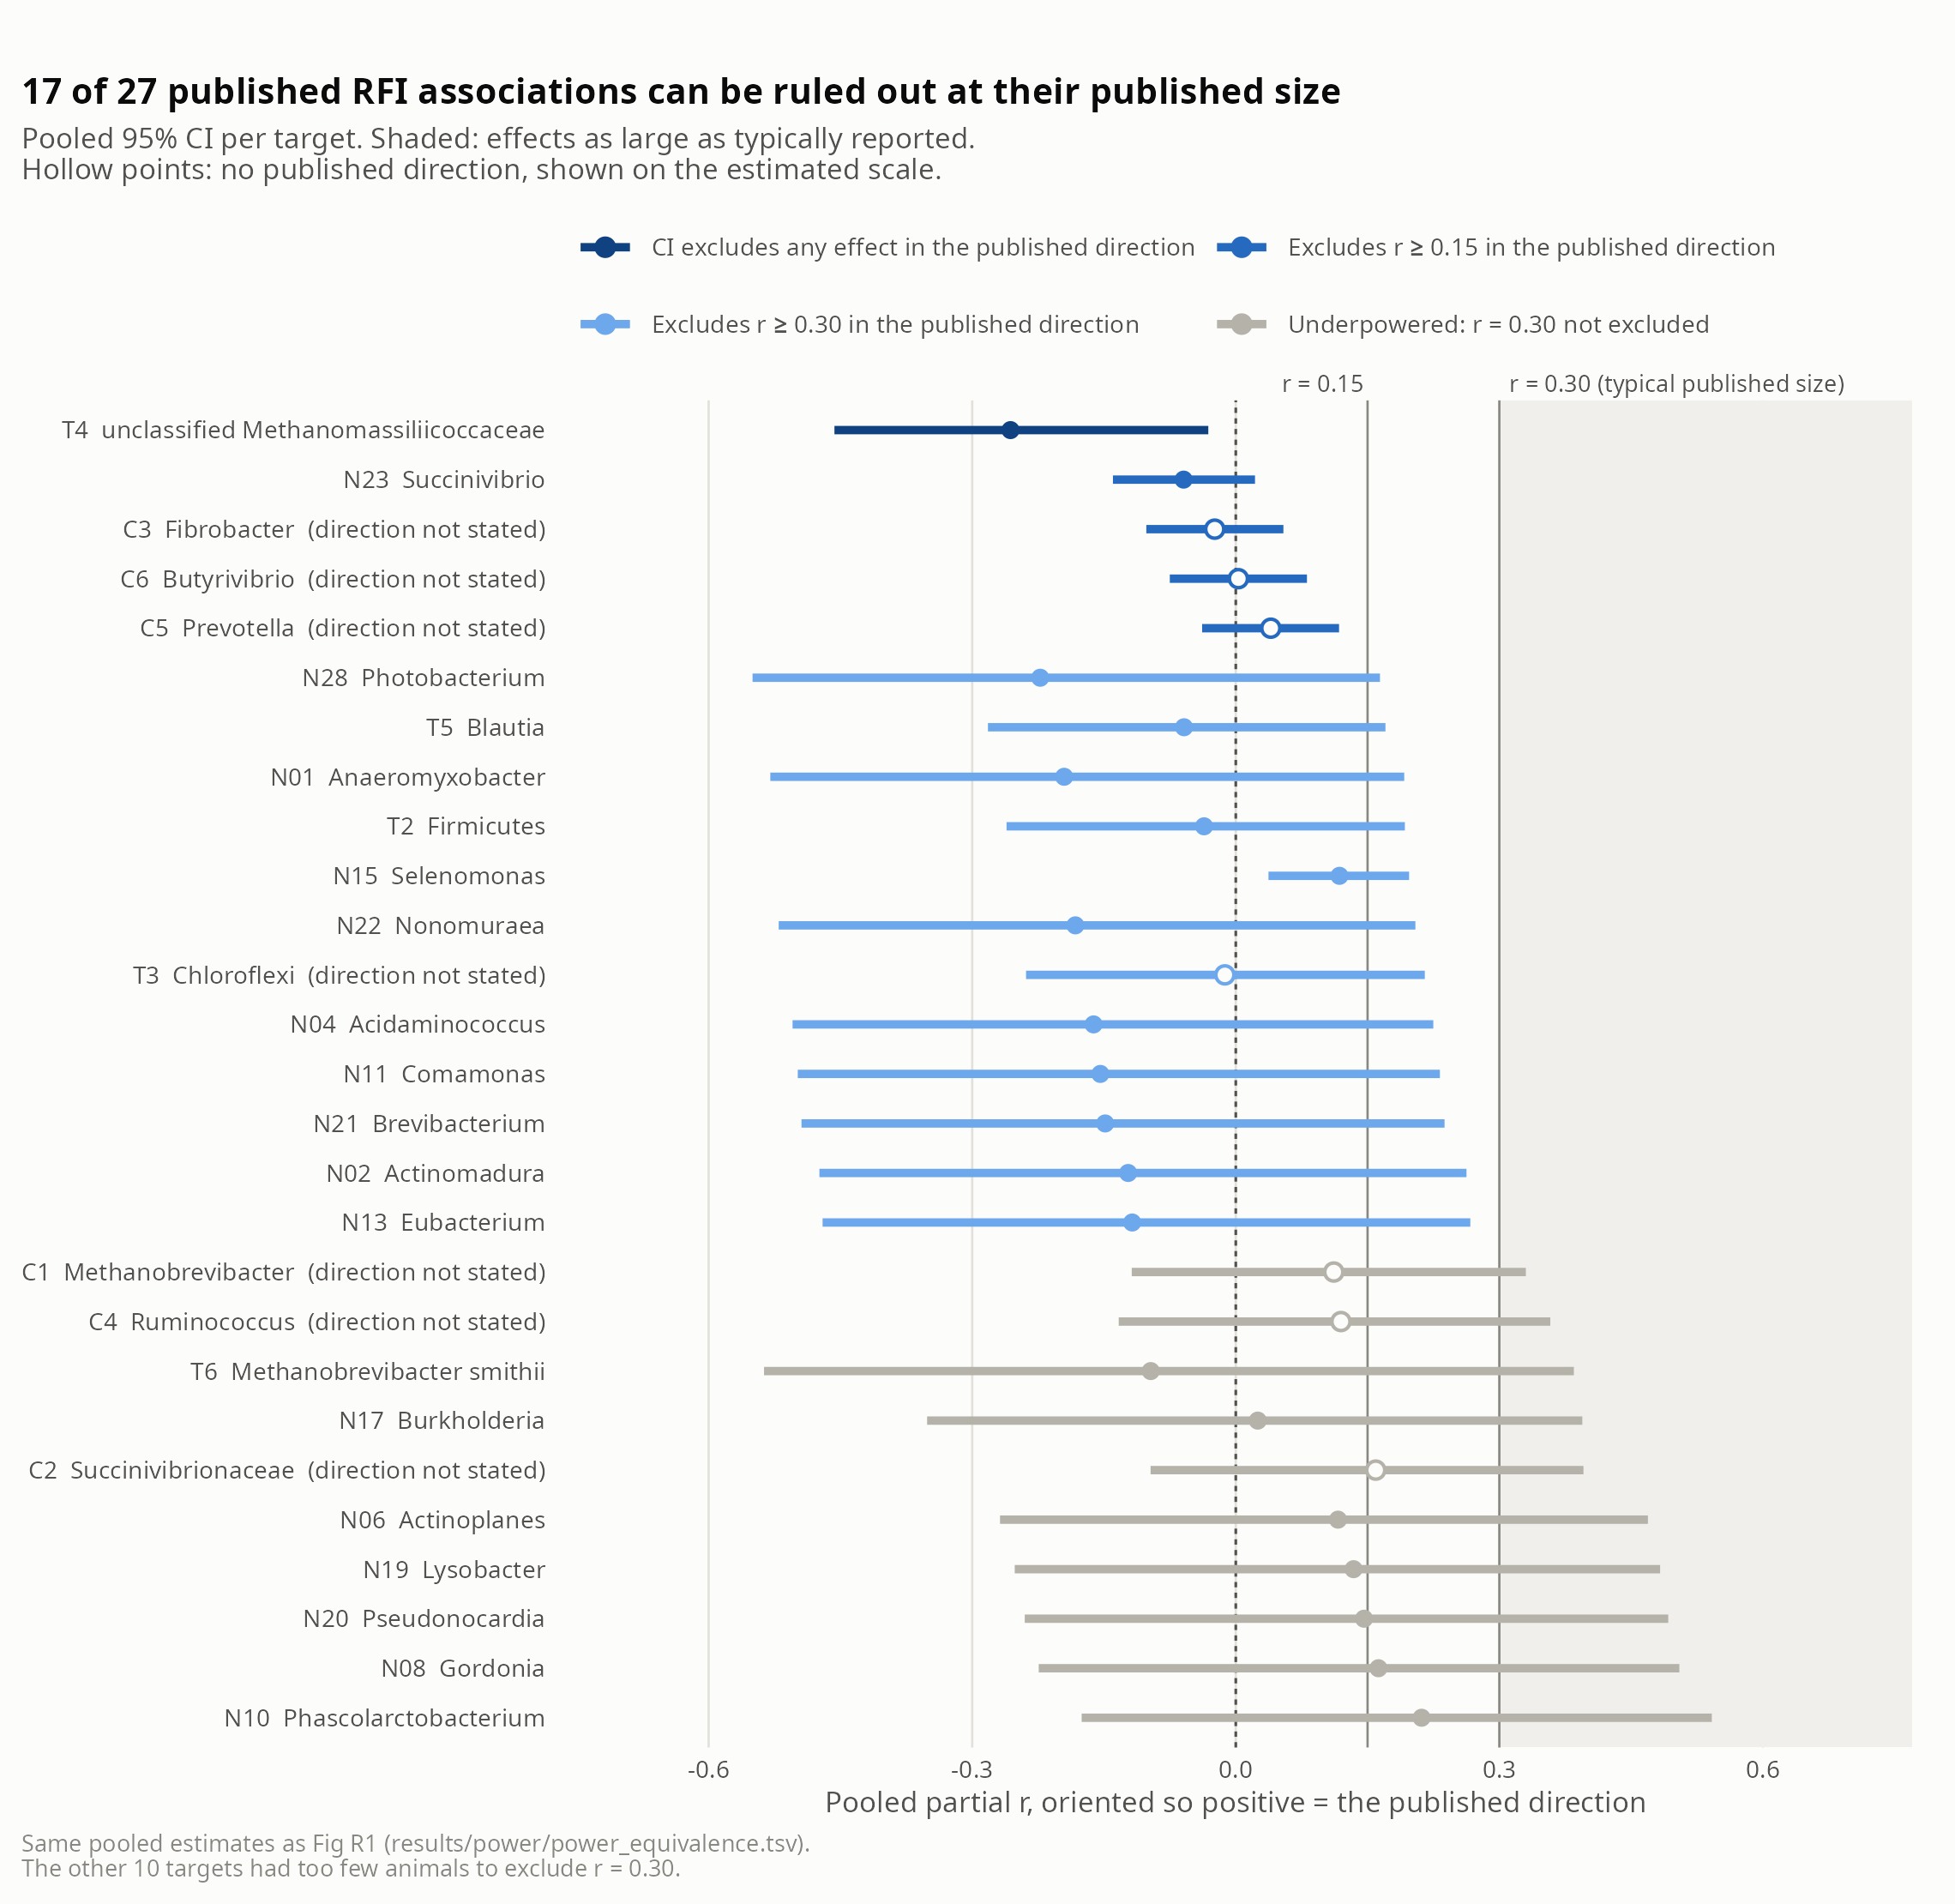 17 of 27 published RFI associations can be ruled out at their published size
Pooled 95% CI per target. Shaded: effects as large as typically reported.
Hollow points: no published direction, shown on the estimated scale.
CI excludes any effect in the published direction
Excludes r ≥ 0.15 in the published direction
Excludes r ≥ 0.30 in the published direction
Underpowered: r = 0.30 not excluded
r = 0.15
r = 0.30 (typical published size)
T4 unclassified Methanomassiliicoccaceae
N23 Succinivibrio
C3 Fibrobacter (direction not stated)
C6 Butyrivibrio (direction not stated)
C5 Prevotella (direction not stated)
N28 Photobacterium
T5 Blautia
N01 Anaeromyxobacter
T2 Firmicutes
N15 Selenomonas
N22 Nonomuraea
T3 Chloroflexi (direction not stated)
N04 Acidaminococcus
N11 Comamonas
N21 Brevibacterium
N02 Actinomadura
N13 Eubacterium
C1 Methanobrevibacter (direction not stated)
C4 Ruminococcus (direction not stated)
T6 Methanobrevibacter smithii
N17 Burkholderia
C2 Succinivibrionaceae (direction not stated)
N06 Actinoplanes
N19 Lysobacter
N20 Pseudonocardia
N08 Gordonia
N10 Phascolarctobacterium
-0.6 -0.3 0.0 0.3 0.6
Pooled partial r, oriented so positive = the published direction
Same pooled estimates as Fig R1 (results/power/power_equivalence.tsv).
The other 10 targets had too few animals to exclude r = 0.30.